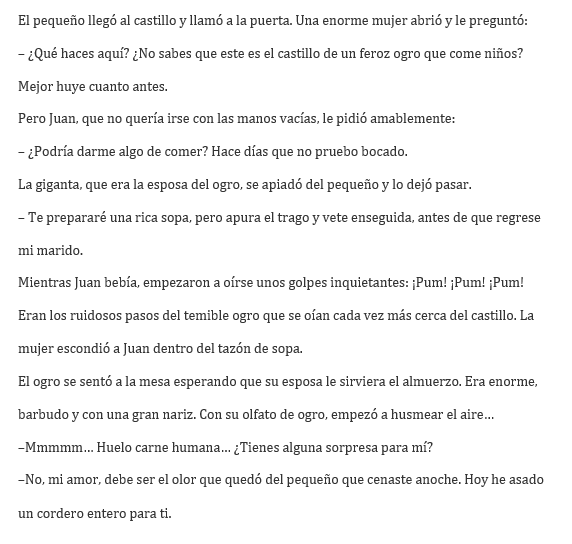 El pequeño llegó al castillo y llamó a la puerta. Una enorme mujer abrió y le preguntó:
– ¿Qué haces aquí? ¿No sabes que este es el castillo de un feroz ogro que come niños?
Mejor huye cuanto antes.
Pero Juan, que no quería irse con las manos vacías, le pidió amablemente:
– ¿Podría darme algo de comer? Hace días que no pruebo bocado.
La giganta, que era la esposa del ogro, se apiadó del pequeño y lo dejó pasar.
– Te prepararé una rica sopa, pero apura el trago y vete enseguida, antes de que regrese
mi marido.
Mientras Juan bebía, empezaron a oírse unos golpes inquietantes: ¡Pum! ¡Pum! ¡Pum!
Eran los ruidosos pasos del temible ogro que se oían cada vez más cerca del castillo. La
mujer escondió a Juan dentro del tazón de sopa.
El ogro se sentó a la mesa esperando que su esposa le sirviera el almuerzo. Era enorme,
barbudo y con una gran nariz. Con su olfato de ogro, empezó a husmear el aire…
–Mmmmm… Huelo carne humana… ¿Tienes alguna sorpresa para mí?
–No, mi amor, debe ser el olor que quedó del pequeño que cenaste anoche. Hoy he asado
un cordero entero para ti.